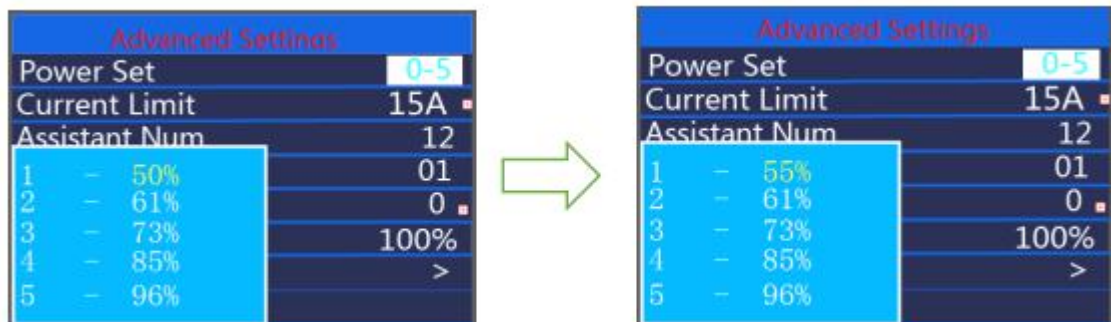 Advanced Settings
Power Set 0-5
Current Limit 15A
Assistant Num 12
01
0
100%
>
1 - 50%
2 - 61%
3 - 73%
4 - 85%
5 - 96%
Advanced Settings
Power Set 0-5
Current Limit 15A
Assistant Num 12
01
0
100%
>
1 - 55%
2 - 61%
3 - 73%
4 - 85%
5 - 96%